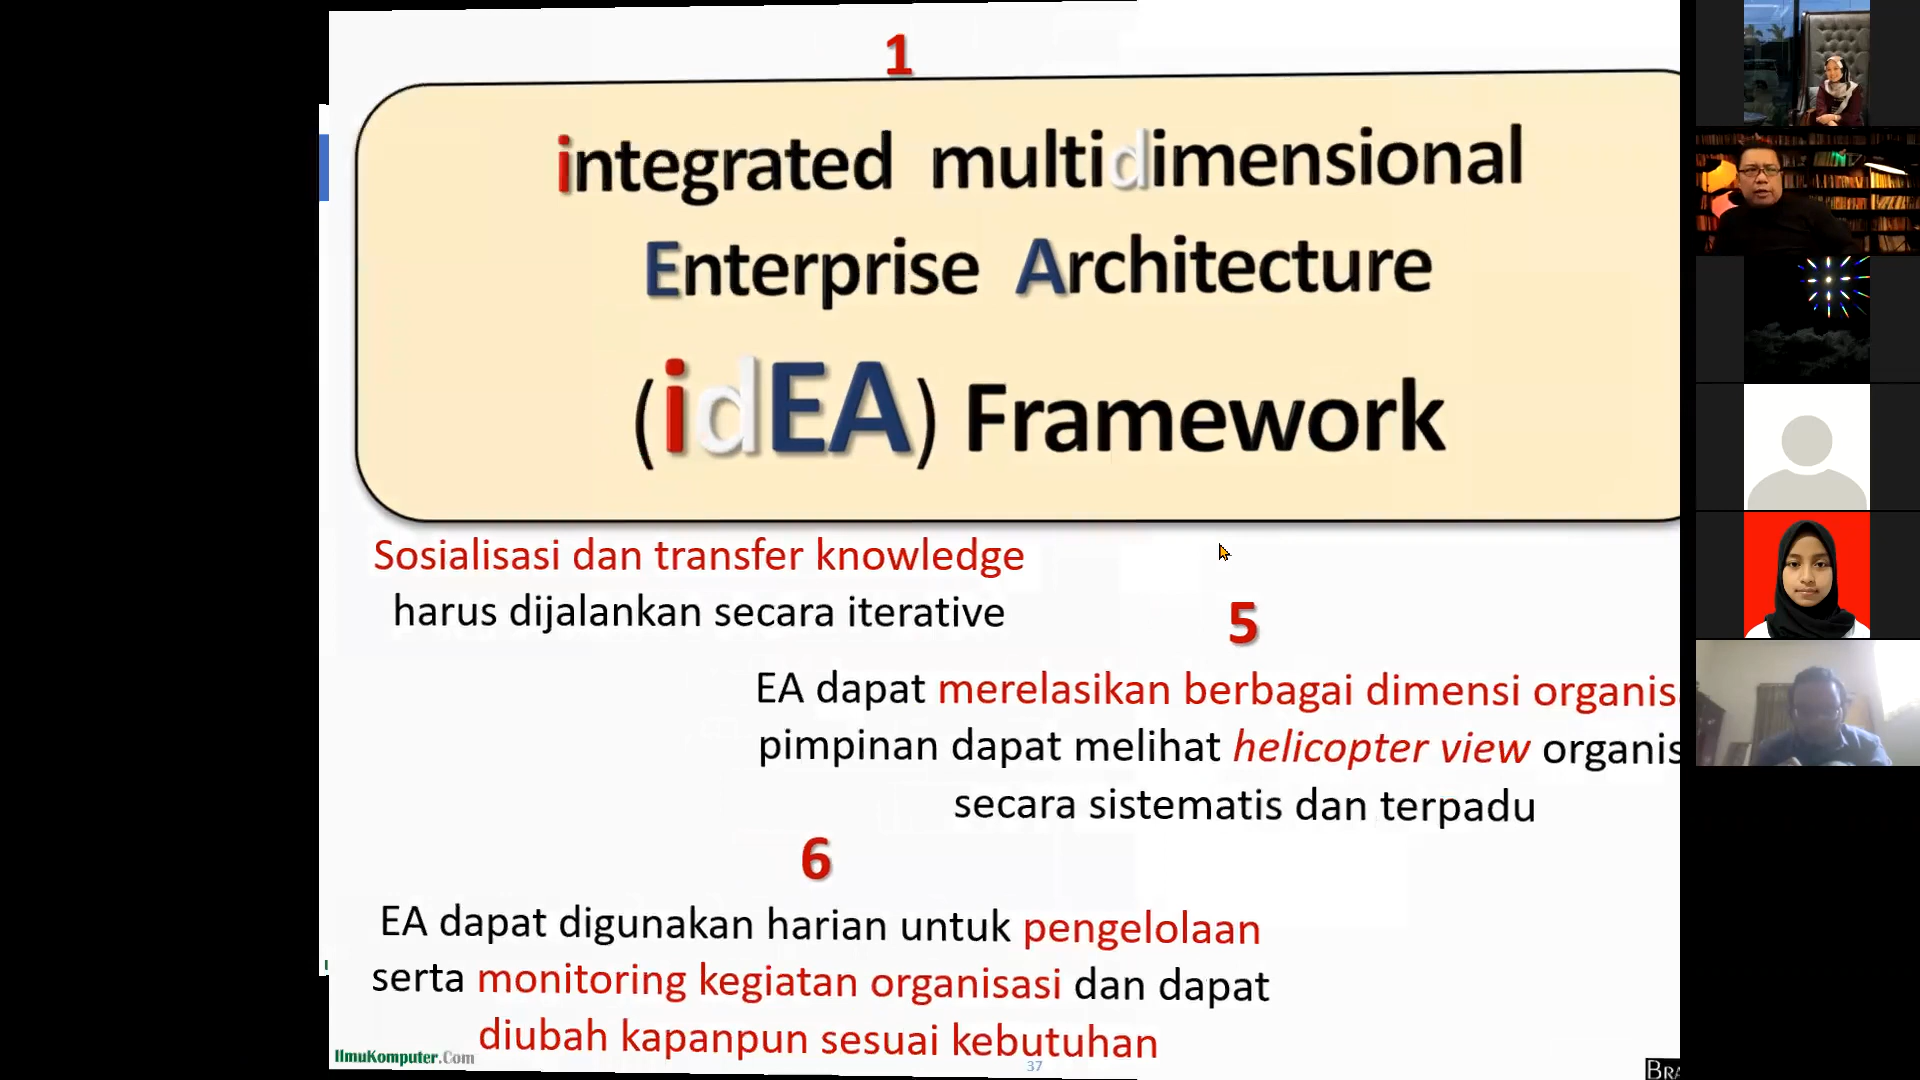 1
integrated multidimensional
Enterprise Architecture
(idEA) Framework
Sosialisasi dan transfer knowledge
harus dijalankan secara iterative
5
EA dapat merelasikan berbagai dimensi organis
pimpinan dapat melihat helicopter view organis
secara sistematis dan terpadu
6
EA dapat digunakan harian untuk pengelolaan
serta monitoring kegiatan organisasi dan dapat
diubah kapanpun sesuai kebutuhan
IlmuKomputer.Com
37
BRA